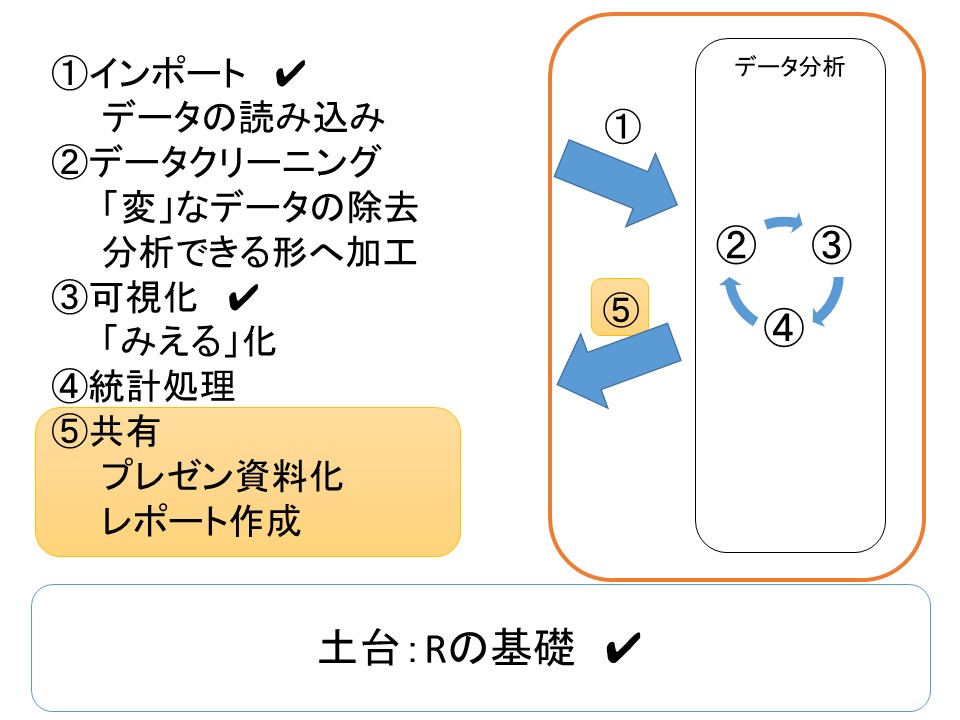 ①インポート ✔
データの読み込み
②データクリーニング
「変」なデータの除去
分析できる形へ加工
③可視化 ✔
「みえる」化
④統計処理
⑤共有
プレゼン資料化
レポート作成
データ分析
①
②
③
④
⑤
土台：Rの基礎 ✔